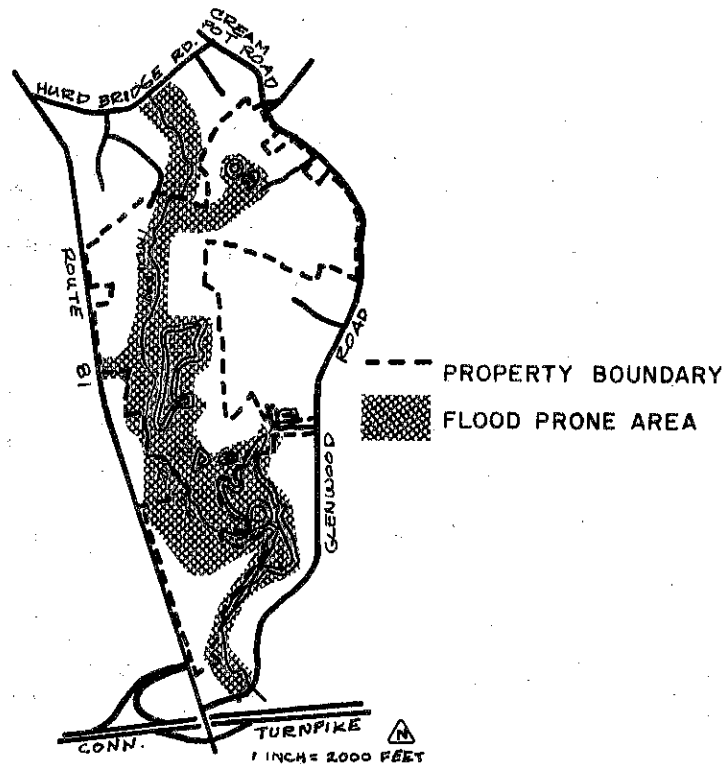 CREAM
POT ROAD
HURD BRIDGE RD.
ROUTE
81
ROAD
PROPERTY BOUNDARY
FLOOD PRONE AREA
GLENWOOD
CONN.
TURNPIKE
N
1 INCH = 2000 FEET